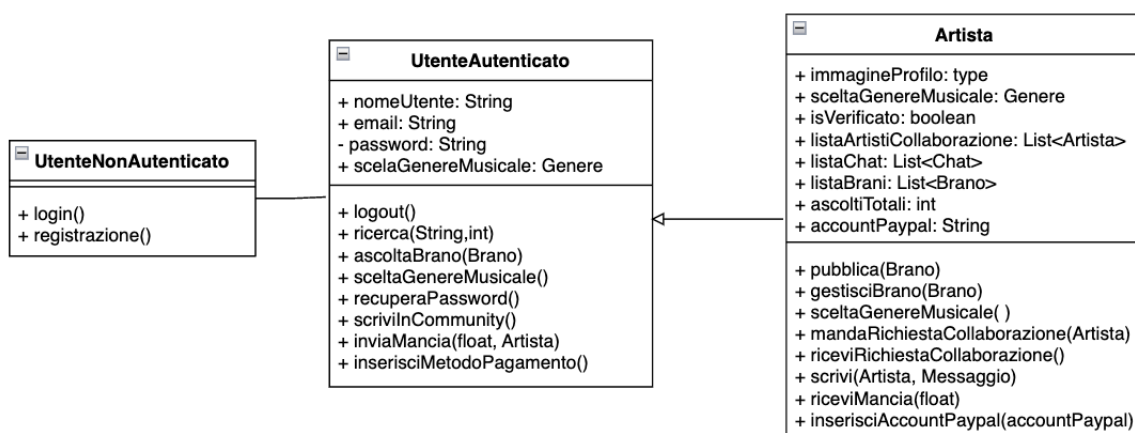 UtenteNonAutenticato
+ login()
+ registrazione()
UtenteAutenticato
+ nomeUtente: String
+ email: String
- password: String
+ scelaGenereMusicale: Genere
+ logout()
+ ricerca(String,int)
+ ascoltaBrano(Brano)
+ sceltaGenereMusicale()
+ recuperaPassword()
+ scriviInCommunity()
+ inviaMancia(float, Artista)
+ inserisciMetodoPagamento()
Artista
+ immagineProfilo: type
+ sceltaGenereMusicale: Genere
+ isVerificato: boolean
+ listaArtistiCollaborazione: List<Artista>
+ listaChat: List<Chat>
+ listaBrani: List<Brano>
+ ascoltiTotali: int
+ accountPaypal: String
+ pubblica(Brano)
+ gestisciBrano(Brano)
+ sceltaGenereMusicale( )
+ mandaRichiestaCollaborazione(Artista)
+ riceviRichiestaCollaborazione()
+ scrivi(Artista, Messaggio)
+ riceviMancia(float)
+ inserisciAccountPaypal(accountPaypal)